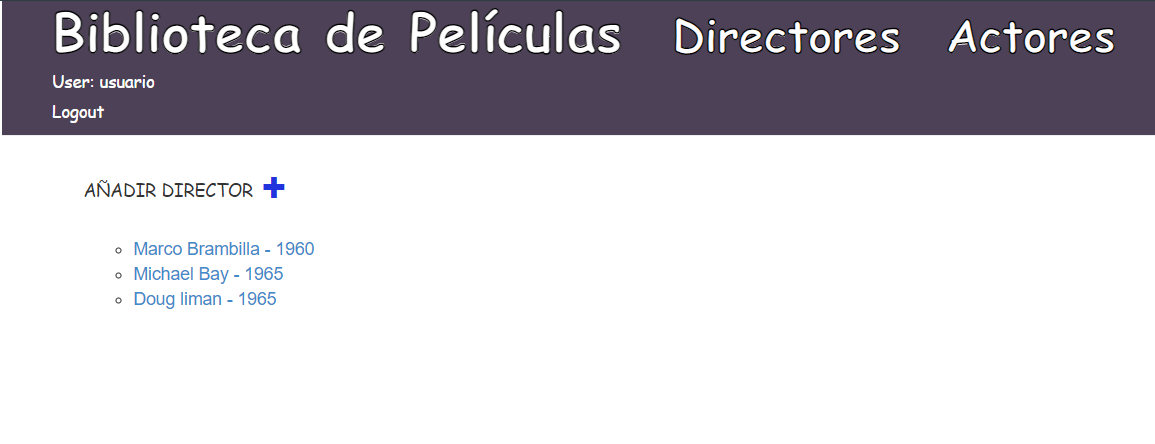 Biblioteca de Películas Directores Actores
User: usuario
Logout
AÑADIR DIRECTOR +
Marco Brambilla - 1960
Michael Bay - 1965
Doug liman - 1965